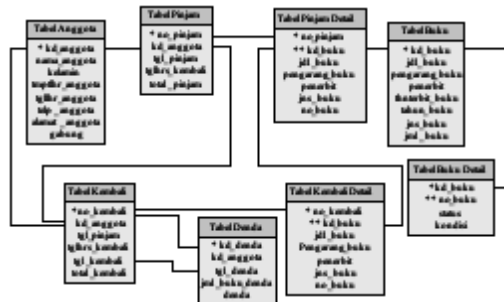 Tabel Anggota
* kd_anggota
nama_anggota
kelamin
tmplhr_anggota
tglhr_anggota
telp_anggota
alamat_anggota
gabung
Tabel Pinjam
* no_pinjam
kd_anggota
tgl_pinjam
tglhrs_kembali
total_pinjam
Tabel Pinjam Detail
* no_pinjam
** kd_buku
jdl_buku
pengarang_buku
penerbit
jns_buku
no_buku
Tabel Buku
* kd_buku
jdl_buku
pengarang_buku
penerbit
thnterbit_buku
tahun_buku
jns_buku
jml_buku
Tabel Kembali
* no_kembali
kd_anggota
tgl_pinjam
tglhrs_kembali
tgl_kembali
total_kembali
Tabel Denda
* kd_denda
kd_anggota
tgl_denda
jml_buku_denda
denda
Tabel Kembali Detail
* no_kembali
** kd_buku
jdl_buku
Pengarang_buku
penerbit
jns_buku
no_buku
Tabel Buku Detail
*kd_buku
** no_buku
status
kondisi